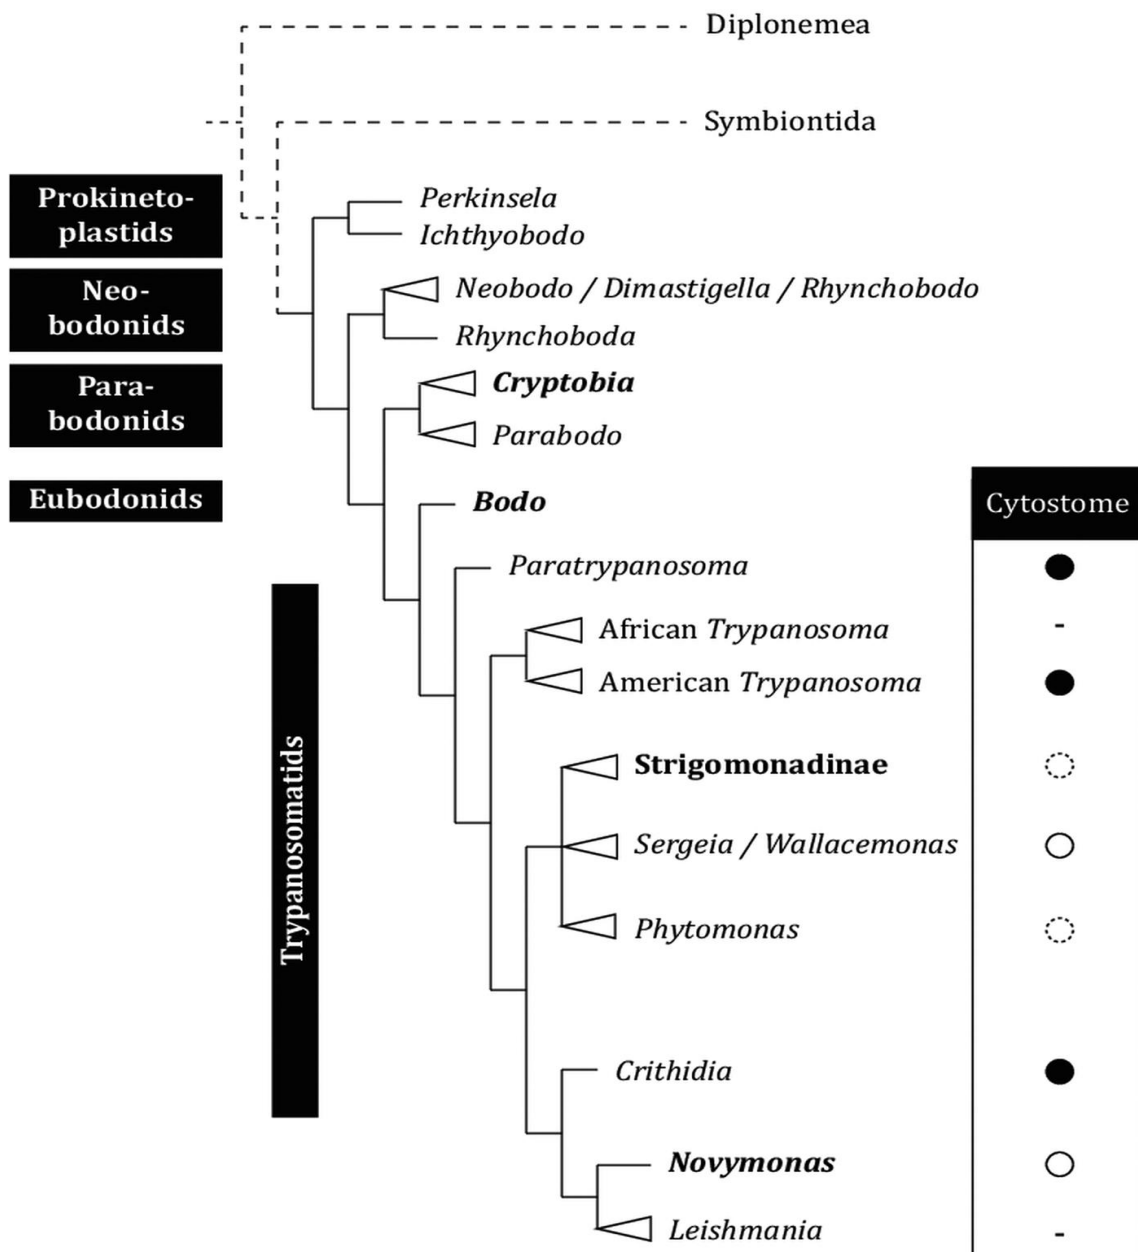 Diplonemea
Symbiontida
Prokineto-
plastids
Perkinsela
Ichthyobodo
Neo-
bodonids
Neobodo / Dimastigella / Rhynchobodo
Rhynchoboda
Para-
bodonids
Cryptobia
Parabodo
Eubodonids
Bodo
Cytostome
Paratrypanosoma
African Trypanosoma
-
American Trypanosoma
Trypanosomatids
Strigomonadinae
Sergeia / Wallacemonas
Phytomonas
Crithidia
Novymonas
Leishmania
-